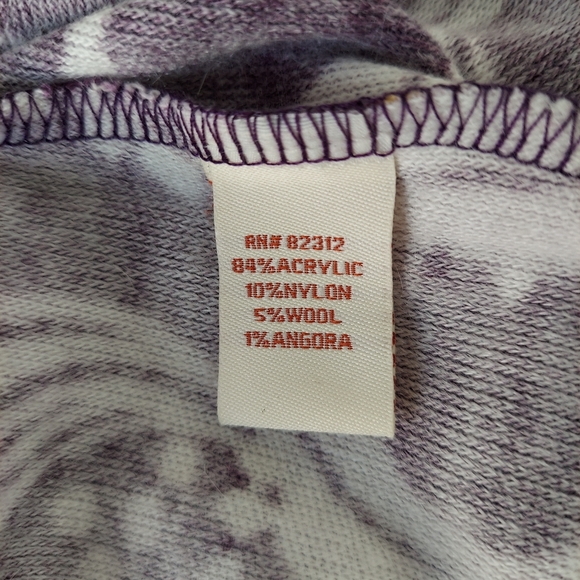 RN# 82312
84%ACRYLIC
10%NYLON
5%WOOL
1%ANGORA